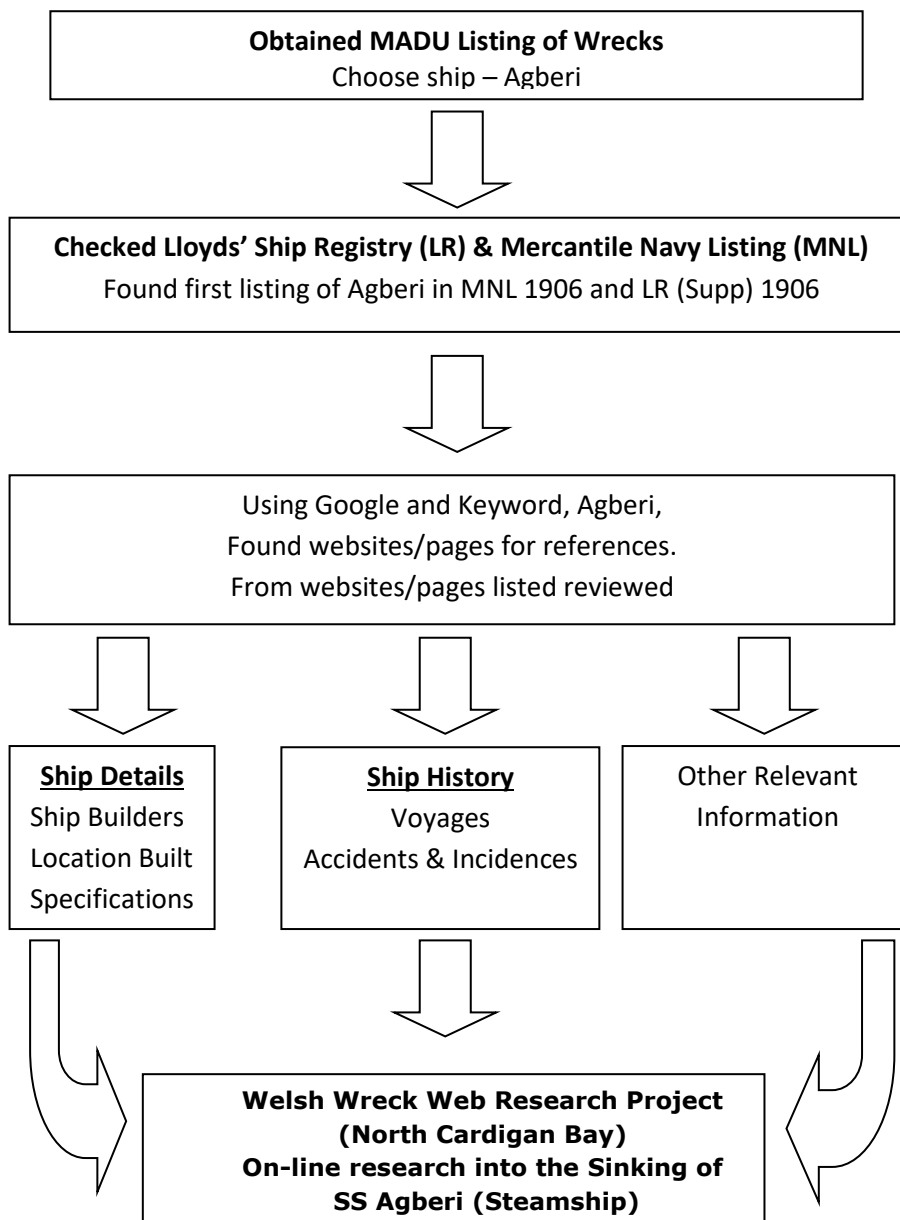 Obtained MADU Listing of Wrecks
Choose ship – Agberi
Checked Lloyds’ Ship Registry (LR) & Mercantile Navy Listing (MNL)
Found first listing of Agberi in MNL 1906 and LR (Supp) 1906
Using Google and Keyword, Agberi,
Found websites/pages for references.
From websites/pages listed reviewed
Ship Details
Ship Builders
Location Built
Specifications
Ship History
Voyages
Accidents & Incidences
Other Relevant
Information
Welsh Wreck Web Research Project
(North Cardigan Bay)
On-line research into the Sinking of
SS Agberi (Steamship)